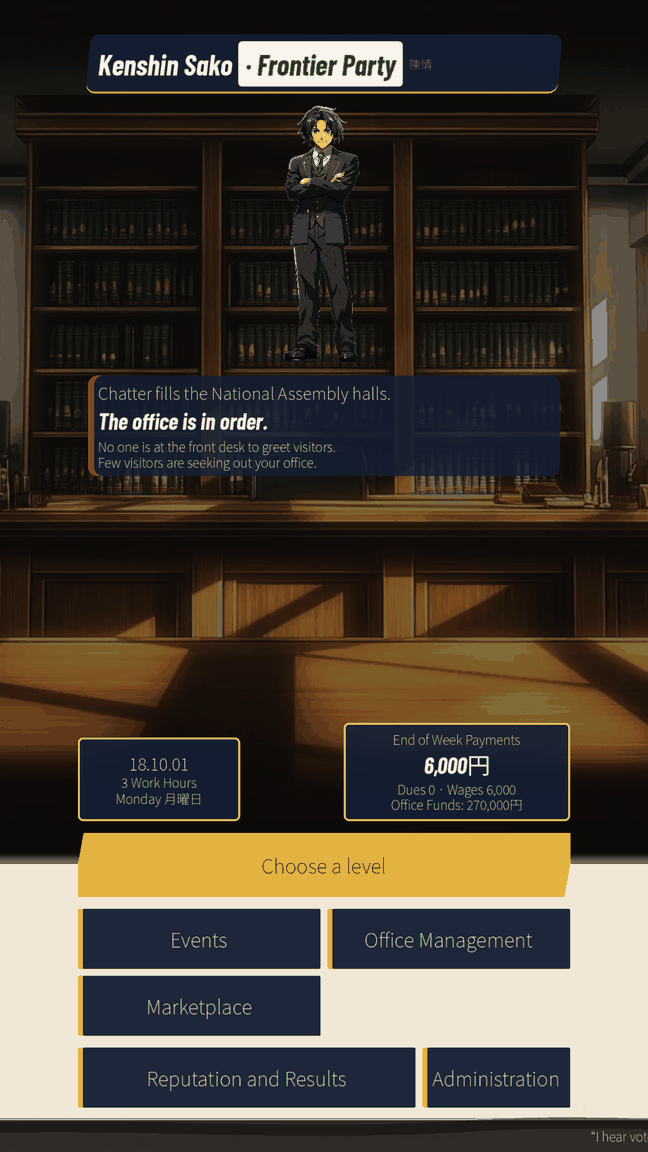 Kenshin Sako · Frontier Party 陳情
Chatter fills the National Assembly halls.
The office is in order.
No one is at the front desk to greet visitors.
Few visitors are seeking out your office.
18.10.01
3 Work Hours
Monday 月曜日
End of Week Payments
6,000円
Dues 0 · Wages 6,000
Office Funds: 270,000円
Choose a level
Events
Office Management
Marketplace
Reputation and Results
Administration
“I hear vot